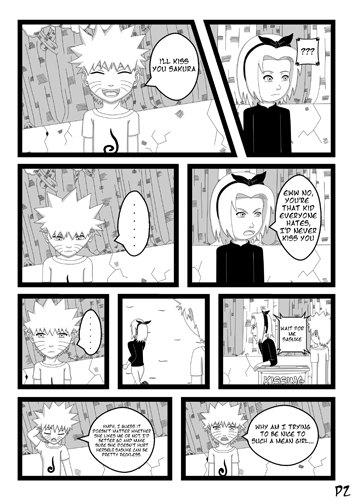 I'LL KISS
YOU SAKURA
???
......
EWW NO,
YOU'RE
THAT KID
EVERYONE
HATES,
I'D NEVER
KISS YOU
....
WAIT FOR
ME
SASUKE
KISSING
HMPH, I GUESS IT
DOESN'T MATTER WHETHER
SHE LIKES ME OR NOT, I'D
BETTER GO AND MAKE
SURE SHE DOESN'T HURT
HERSELF, SASUKE CAN BE
PRETTY RECKLESS.
WHY AM I TRYING
TO BE NICE TO
SUCH A MEAN GIRL....
P2